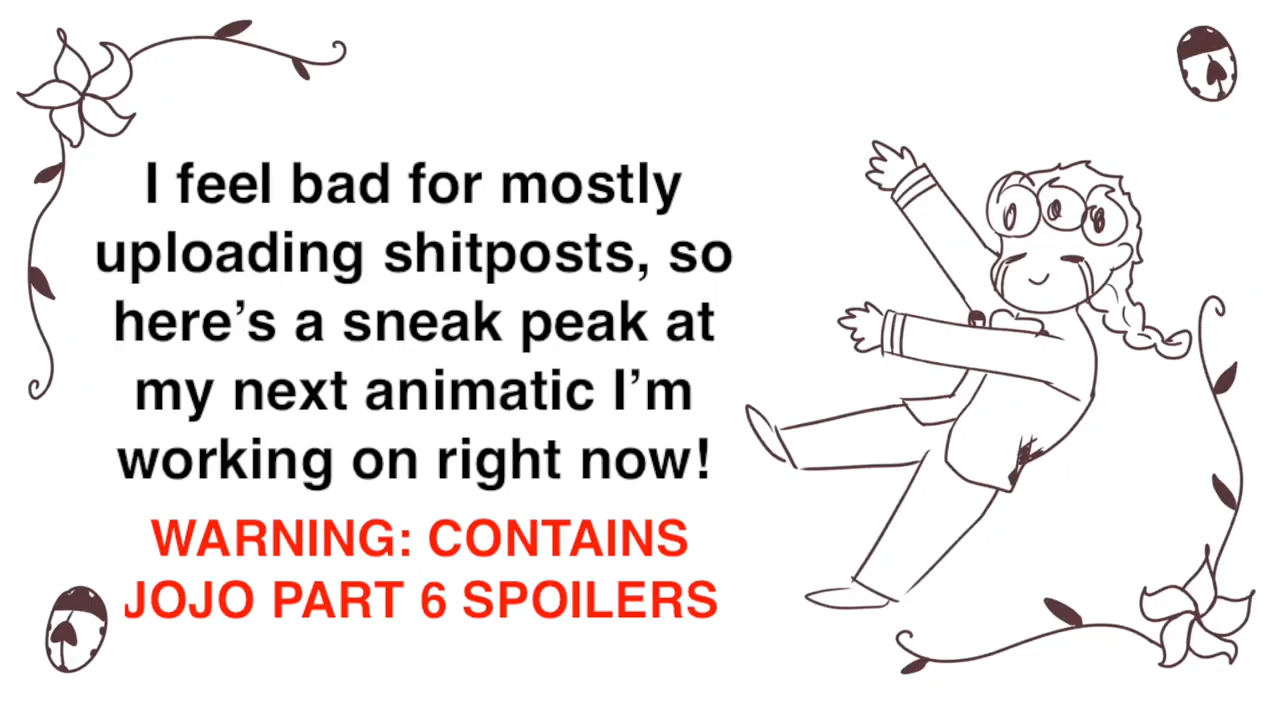 I feel bad for mostly
uploading shitposts, so
here’s a sneak peak at
my next animatic I’m
working on right now!
WARNING: CONTAINS
JOJO PART 6 SPOILERS